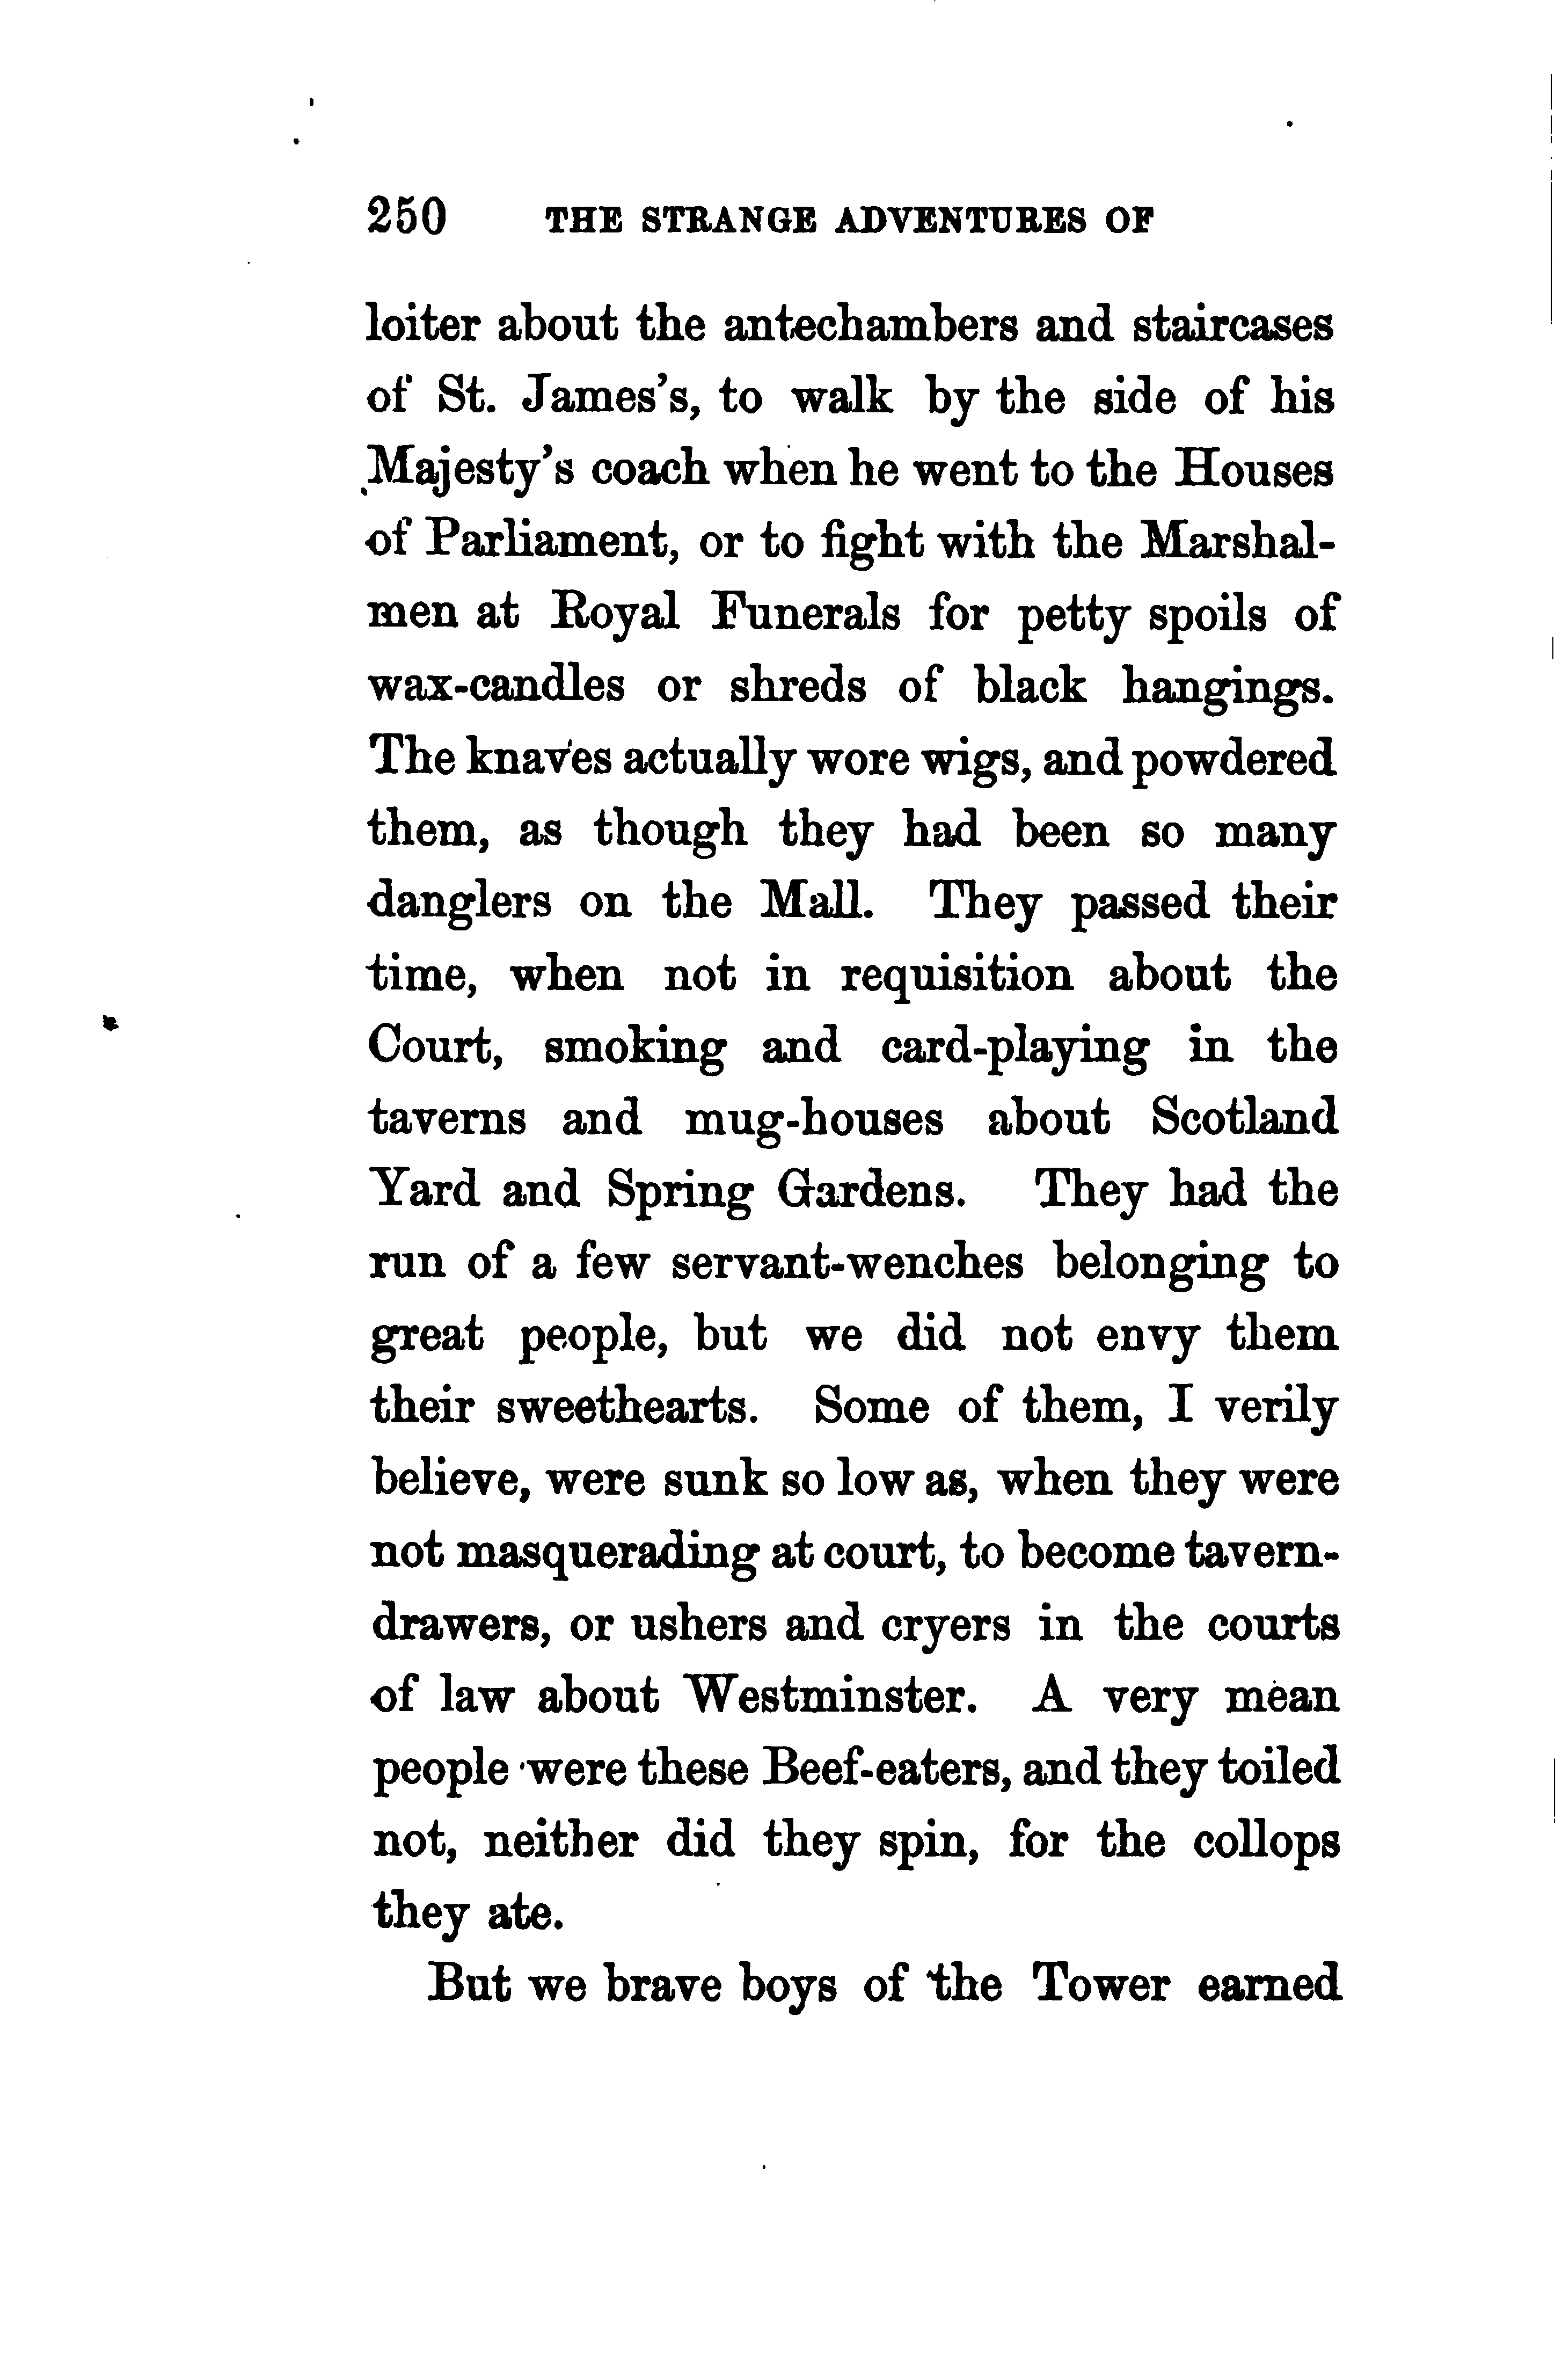 250 THE STRANGE ADVENTURES OF
loiter about the antechambers and staircases
of St. James's, to walk by the side of his
Majesty's coach when he went to the Houses
of Parliament, or to fight with the Marshal-
men at Royal Funerals for petty spoils of
wax-candles or shreds of black hangings.
The knaves actually wore wigs, and powdered
them, as though they had been so many
danglers on the Mall. They passed their
time, when not in requisition about the
Court, smoking and card-playing in the
taverns and mug-houses about Scotland
Yard and Spring Gardens. They had the
run of a few servant-wenches belonging to
great people, but we did not envy them
their sweethearts. Some of them, I verily
believe, were sunk so low as, when they were
not masquerading at court, to become tavern-
drawers, or ushers and cryers in the courts
of law about Westminster. A very mean
people were these Beef-eaters, and they toiled
not, neither did they spin, for the collops
they ate.
But we brave boys of the Tower earned